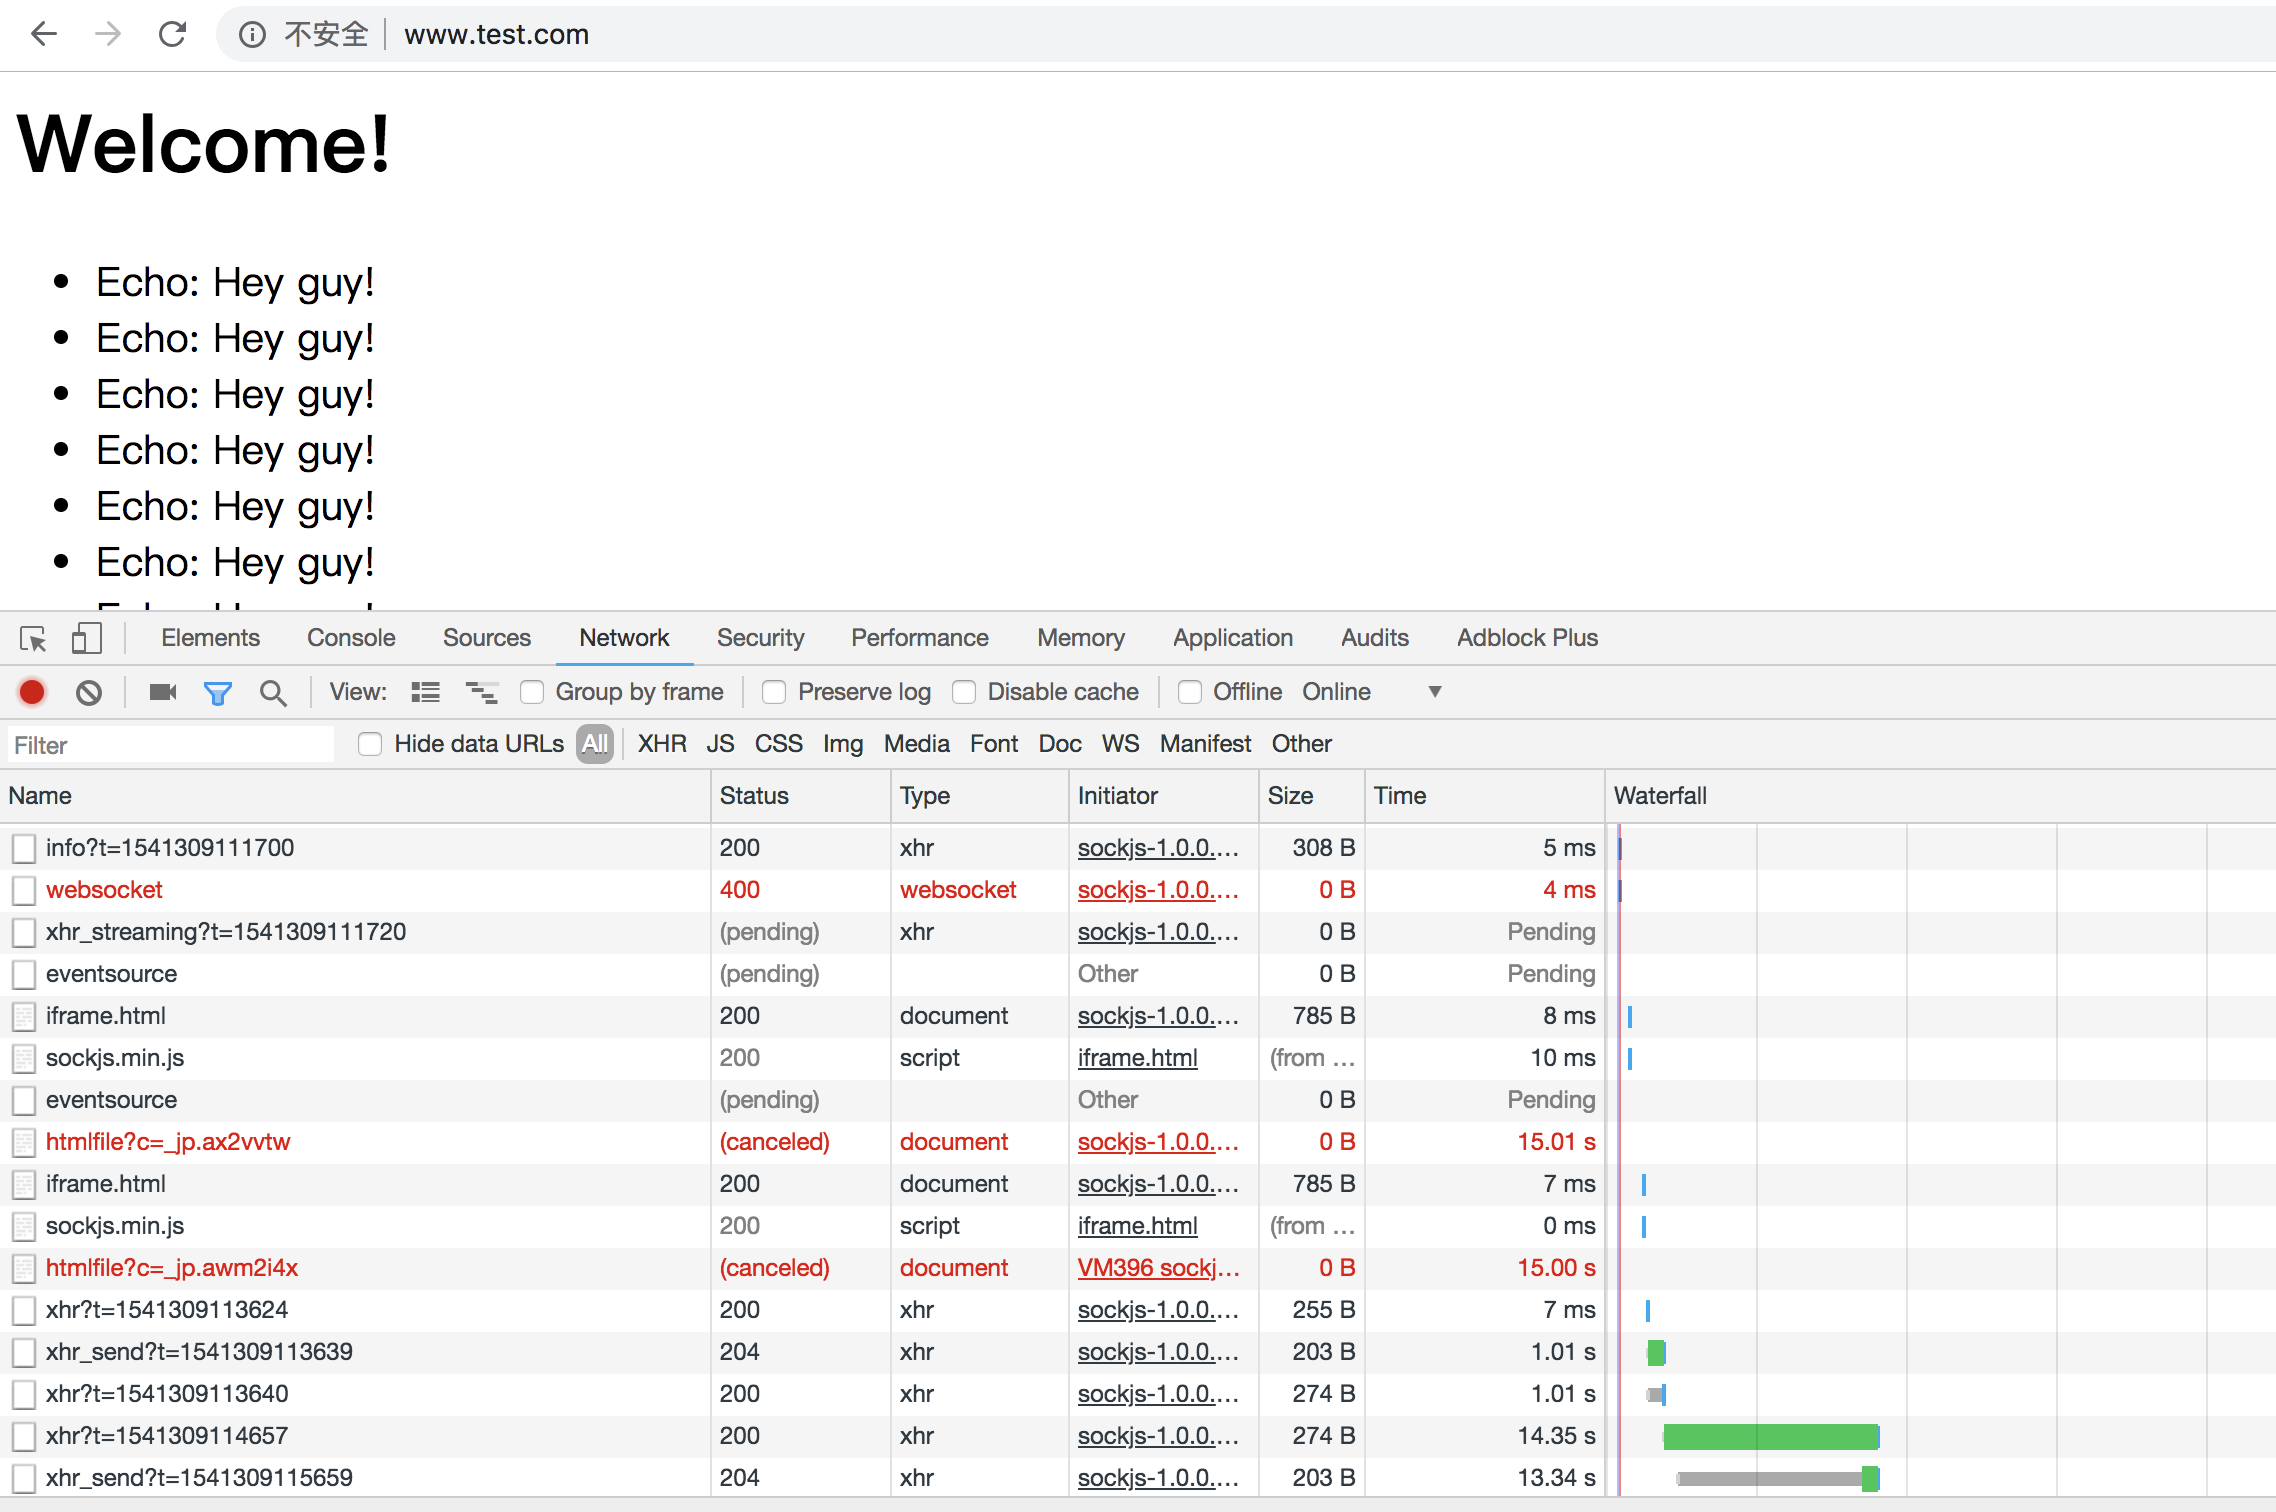 不安全 www.test.com
Welcome!
Echo: Hey guy!
Echo: Hey guy!
Echo: Hey guy!
Echo: Hey guy!
Echo: Hey guy!
Echo: Hey guy!
Elements Console Sources Network Security Performance Memory Application Audits Adblock Plus
View: Group by frame Preserve log Disable cache Offline Online
Filter Hide data URLs All XHR JS CSS Img Media Font Doc WS Manifest Other
Name Status Type Initiator Size Time Waterfall
info?t=1541309111700 200 xhr sockjs-1.0.0.... 308 B 5 ms
websocket 400 websocket sockjs-1.0.0.... 0 B 4 ms
xhr_streaming?t=1541309111720 (pending) xhr sockjs-1.0.0.... 0 B Pending
eventsource (pending) Other 0 B Pending
iframe.html 200 document sockjs-1.0.0.... 785 B 8 ms
sockjs.min.js 200 script iframe.html (from ... 10 ms
eventsource (pending) Other 0 B Pending
htmlfile?c=_jp.ax2vvtw (canceled) document sockjs-1.0.0.... 0 B 15.01 s
iframe.html 200 document sockjs-1.0.0.... 785 B 7 ms
sockjs.min.js 200 script iframe.html (from ... 0 ms
htmlfile?c=_jp.awm2i4x (canceled) document VM396 sockj... 0 B 15.00 s
xhr?t=1541309113624 200 xhr sockjs-1.0.0.... 255 B 7 ms
xhr_send?t=1541309113639 204 xhr sockjs-1.0.0.... 203 B 1.01 s
xhr?t=1541309113640 200 xhr sockjs-1.0.0.... 274 B 1.01 s
xhr?t=1541309114657 200 xhr sockjs-1.0.0.... 274 B 14.35 s
xhr_send?t=1541309115659 204 xhr sockjs-1.0.0.... 203 B 13.34 s